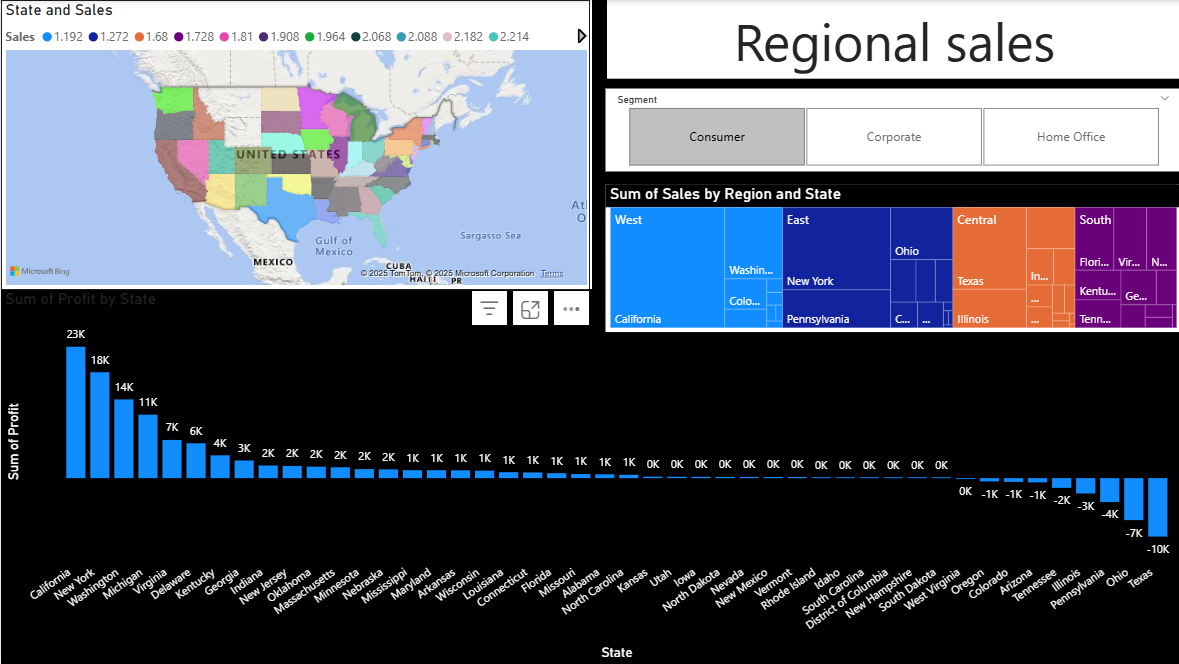 State and Sales
Sales 1.192 1.272 1.68 1.728 1.81 1.908 1.964 2.068 2.088 2.182 2.214
UNITED STATES
Gulf of
Mexico
Sargasso Sea
At
O
MEXICO
CUBA
HAITI PR
Microsoft Bing
© 2025 TomTom, © 2025 Microsoft Corporation Terms
Regional sales
Segment
Consumer Corporate Home Office
Sum of Sales by Region and State
West East Central South
Washin... Ohio In... Flori... Vir... N...
Colo... New York Texas ... Kentu... Ge...
California Pennsylvania C... ... Illinois ... Tenn...
Sum of Profit by State
Sum of Profit
23K 18K 14K 11K 7K 6K 4K 3K 2K 2K 2K 2K 2K 2K 1K 1K 1K 1K 1K 1K 1K 1K 1K 1K 0K 0K 0K 0K 0K 0K 0K 0K 0K 0K 0K 0K 0K
0K -1K -1K -1K -2K -3K -4K -7K -10K
California New York Washington Michigan Virginia Delaware Kentucky Georgia Indiana New Jersey Oklahoma Massachusetts Minnesota Nebraska Mississippi Maryland Arkansas Wisconsin Louisiana Connecticut Florida Missouri Alabama North Carolina Kansas Utah Iowa North Dakota Nevada New Mexico Vermont Rhode Island Idaho South Carolina District of Columbia New Hampshire South Dakota West Virginia Oregon Colorado Arizona Tennessee Illinois Pennsylvania Ohio Texas
State